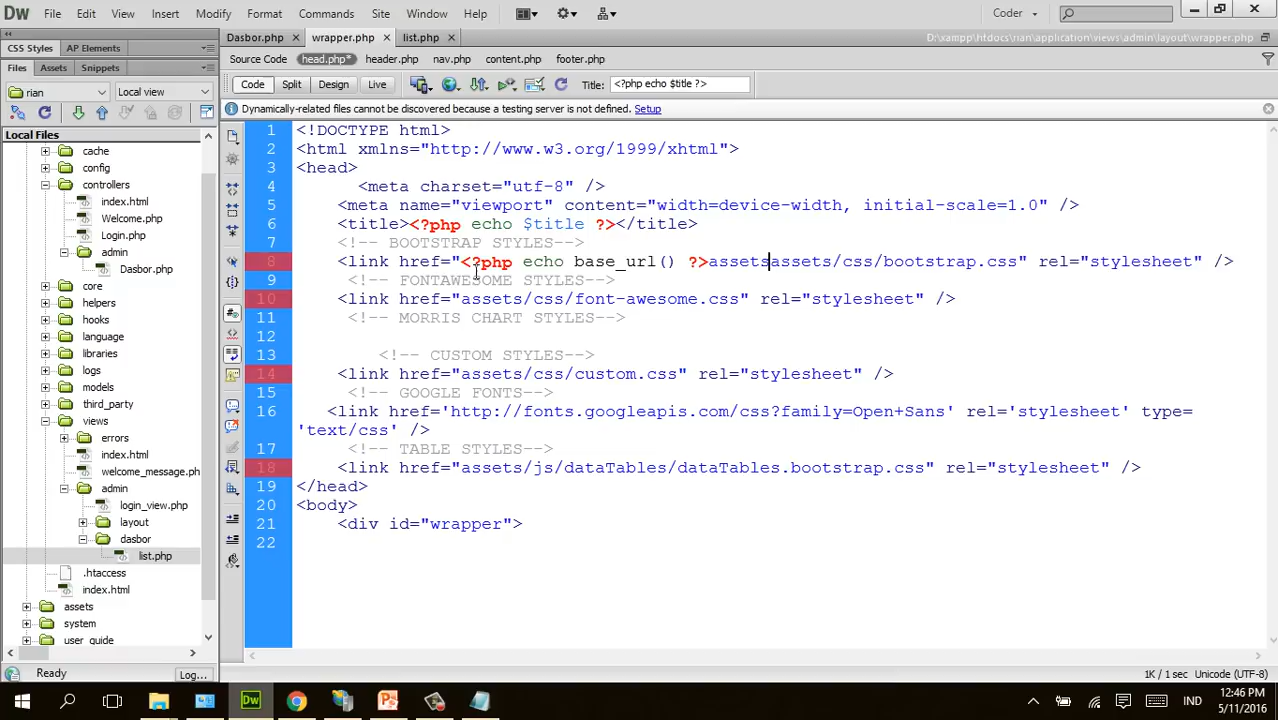 Dw File Edit View Insert Modify Format Commands Site Window Help Coder
CSS Styles AP Elements
Dasbor.php × wrapper.php × list.php × D:\xampp\htdocs\rian\application\views\admin\layout\wrapper.php
Files Assets Snippets
Source Code head.php* header.php nav.php content.php footer.php
rian Local view
Code Split Design Live Title: <?php echo $title ?>
Dynamically-related files cannot be discovered because a testing server is not defined. Setup
Local Files
cache
config
controllers
index.html
Welcome.php
Login.php
admin
Dasbor.php
core
helpers
hooks
language
libraries
logs
models
third_party
views
errors
index.html
welcome_message.ph
admin
login_view.php
layout
dasbor
list.php
.htaccess
index.html
assets
system
user_guide
1 <!DOCTYPE html>
2 <html xmlns="http://www.w3.org/1999/xhtml">
3 <head>
4 <meta charset="utf-8" />
5 <meta name="viewport" content="width=device-width, initial-scale=1.0" />
6 <title><?php echo $title ?></title>
7 <!-- BOOTSTRAP STYLES-->
8 <link href="<?php echo base_url() ?>assetsassets/css/bootstrap.css" rel="stylesheet" />
9 <!-- FONTAWESOME STYLES-->
10 <link href="assets/css/font-awesome.css" rel="stylesheet" />
11 <!-- MORRIS CHART STYLES-->
12
13 <!-- CUSTOM STYLES-->
14 <link href="assets/css/custom.css" rel="stylesheet" />
15 <!-- GOOGLE FONTS-->
16 <link href='http://fonts.googleapis.com/css?family=Open+Sans' rel='stylesheet' type=
'text/css' />
17 <!-- TABLE STYLES-->
18 <link href="assets/js/dataTables/dataTables.bootstrap.css" rel="stylesheet" />
19 </head>
20 <body>
21 <div id="wrapper">
22
Ready Log... 1K / 1 sec Unicode (UTF-8)
Dw IND 12:46 PM
5/11/2016